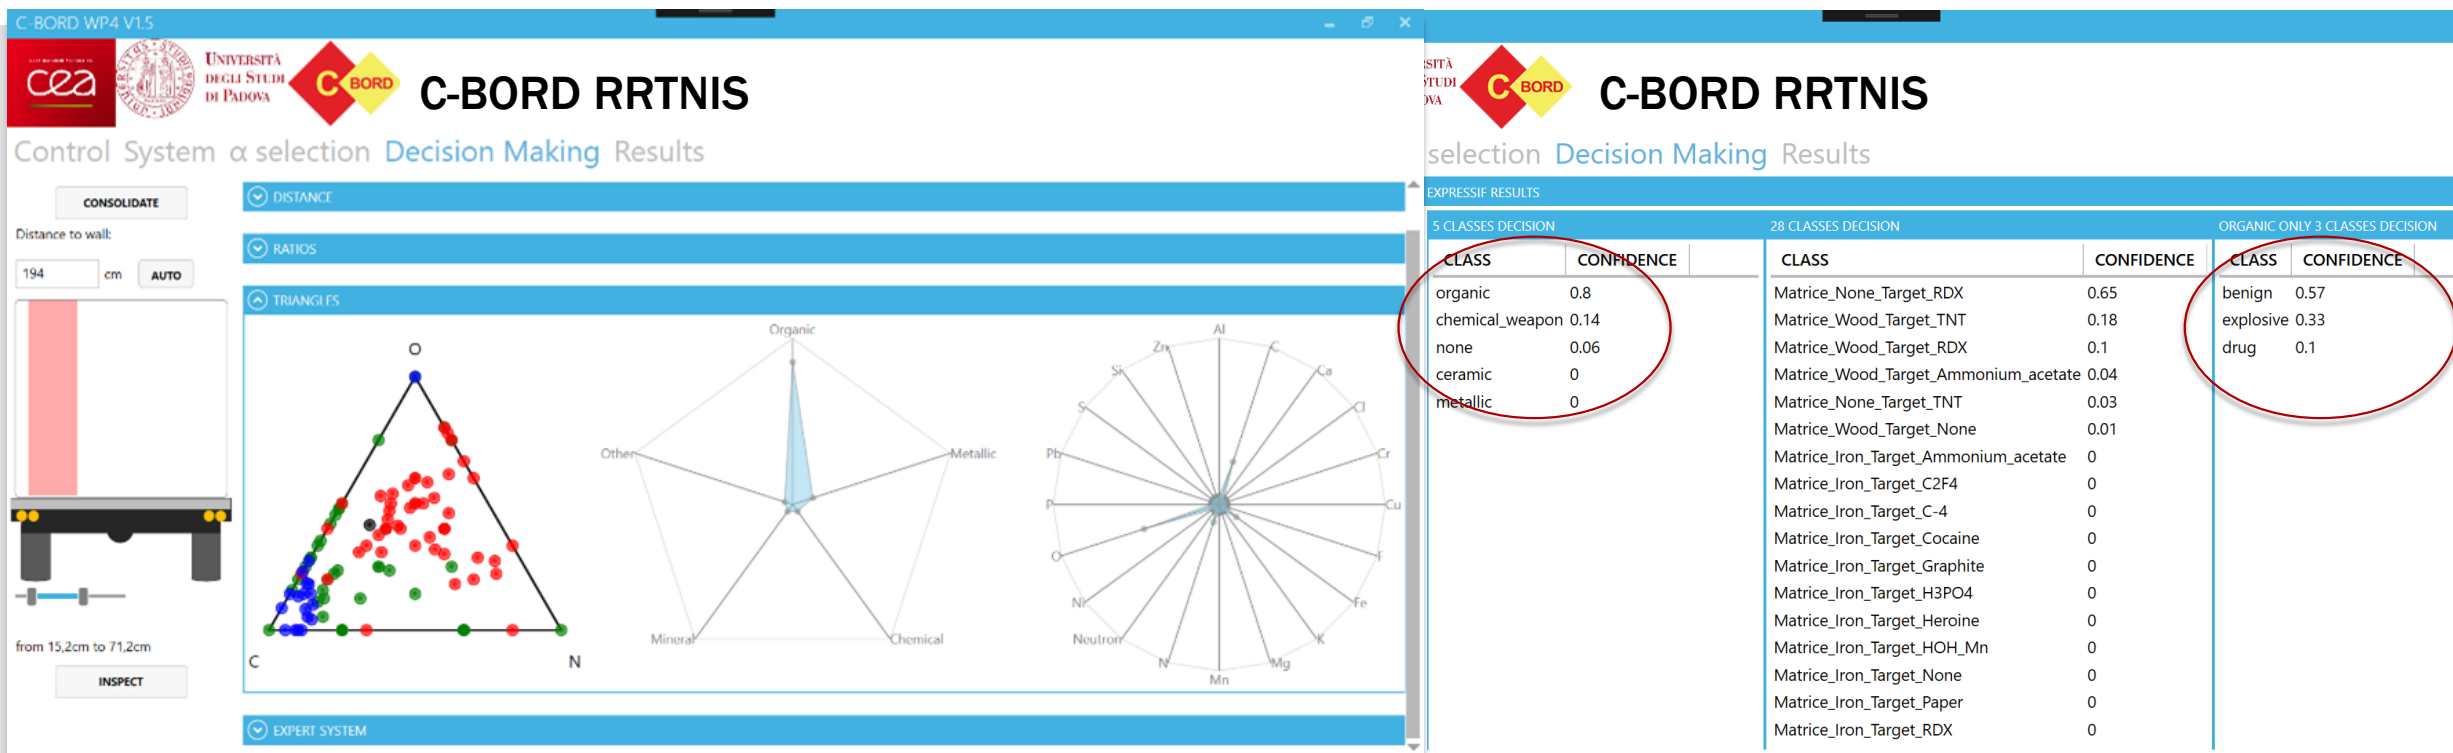 C-BORD WP4 V1.5
cea
UNIVERSITÀ
DEGLI STUDI
DI PADOVA
C BORD
C-BORD RRTNIS
Control System α selection Decision Making Results
CONSOLIDATE
Distance to wall:
194 cm AUTO
from 15,2cm to 71,2cm
INSPECT
DISTANCE
RATIOS
TRIANGLES
O
C
N
Organic
Metallic
Chemical
Mineral
Other
Al
C
Ca
Cl
Cr
Cu
F
Fe
K
Mg
Mn
N
Neutron
Ni
O
P
Pb
S
Si
Zn
EXPERT SYSTEM
SITÀ
STUDI
OVA
C BORD
C-BORD RRTNIS
selection Decision Making Results
EXPRESSIF RESULTS
5 CLASSES DECISION
CLASS CONFIDENCE
organic 0.8
chemical_weapon 0.14
none 0.06
ceramic 0
metallic 0
28 CLASSES DECISION
CLASS CONFIDENCE
Matrice_None_Target_RDX 0.65
Matrice_Wood_Target_TNT 0.18
Matrice_Wood_Target_RDX 0.1
Matrice_Wood_Target_Ammonium_acetate 0.04
Matrice_None_Target_TNT 0.03
Matrice_Wood_Target_None 0.01
Matrice_Iron_Target_Ammonium_acetate 0
Matrice_Iron_Target_C2F4 0
Matrice_Iron_Target_C-4 0
Matrice_Iron_Target_Cocaine 0
Matrice_Iron_Target_Graphite 0
Matrice_Iron_Target_H3PO4 0
Matrice_Iron_Target_Heroine 0
Matrice_Iron_Target_HOH_Mn 0
Matrice_Iron_Target_None 0
Matrice_Iron_Target_Paper 0
Matrice_Iron_Target_RDX 0
ORGANIC ONLY 3 CLASSES DECISION
CLASS CONFIDENCE
benign 0.57
explosive 0.33
drug 0.1